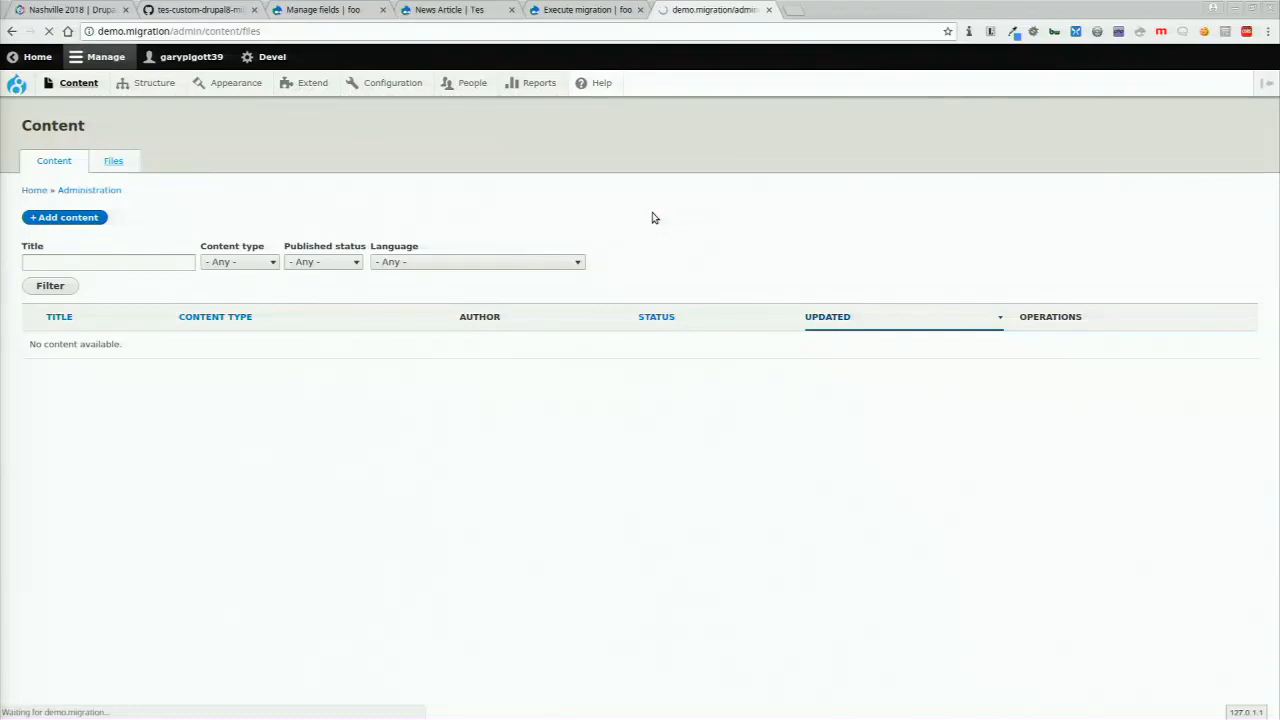 Nashville 2018 | Drupa
tes-custom-drupal8-mi
Manage fields | foo
News Article | Tes
Execute migration | foo
demo.migration/admin
demo.migration/admin/content/files
Home
Manage
garypigott39
Devel
Content
Structure
Appearance
Extend
Configuration
People
Reports
Help
Content
Content
Files
Home » Administration
+ Add content
Title
Content type
Published status
Language
- Any -
- Any -
- Any -
Filter
TITLE
CONTENT TYPE
AUTHOR
STATUS
UPDATED
OPERATIONS
No content available.
Waiting for demo.migration...
127.0.1.1